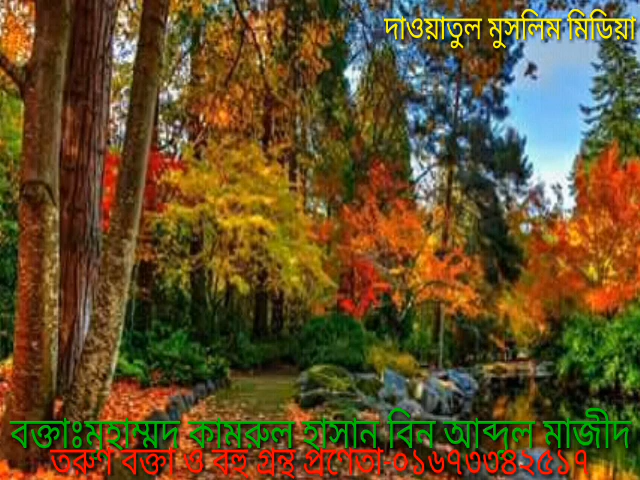 দাওয়াতুল মুসলিম মিডিয়া
বক্তাঃমুহাম্মদ কামরুল হাসান বিন আব্দুল মাজীদ
তরুণ বক্তা ও বহু গ্রন্থ প্রণেতা-০১৬৭৩৩৪২৫১৭